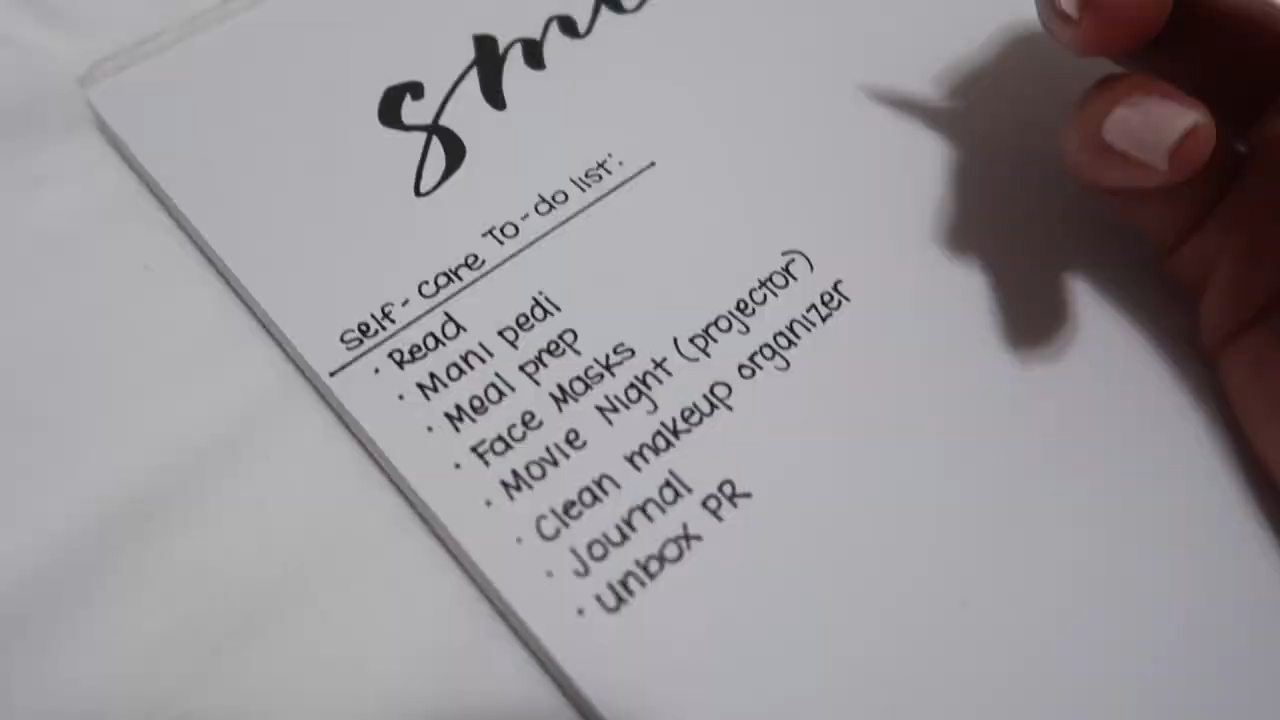 self-care To-do list:
· Read
· Mani pedi
· Meal prep
· Face Masks
· Movie Night (projector)
· Clean makeup organizer
· Journal
· unbox PR